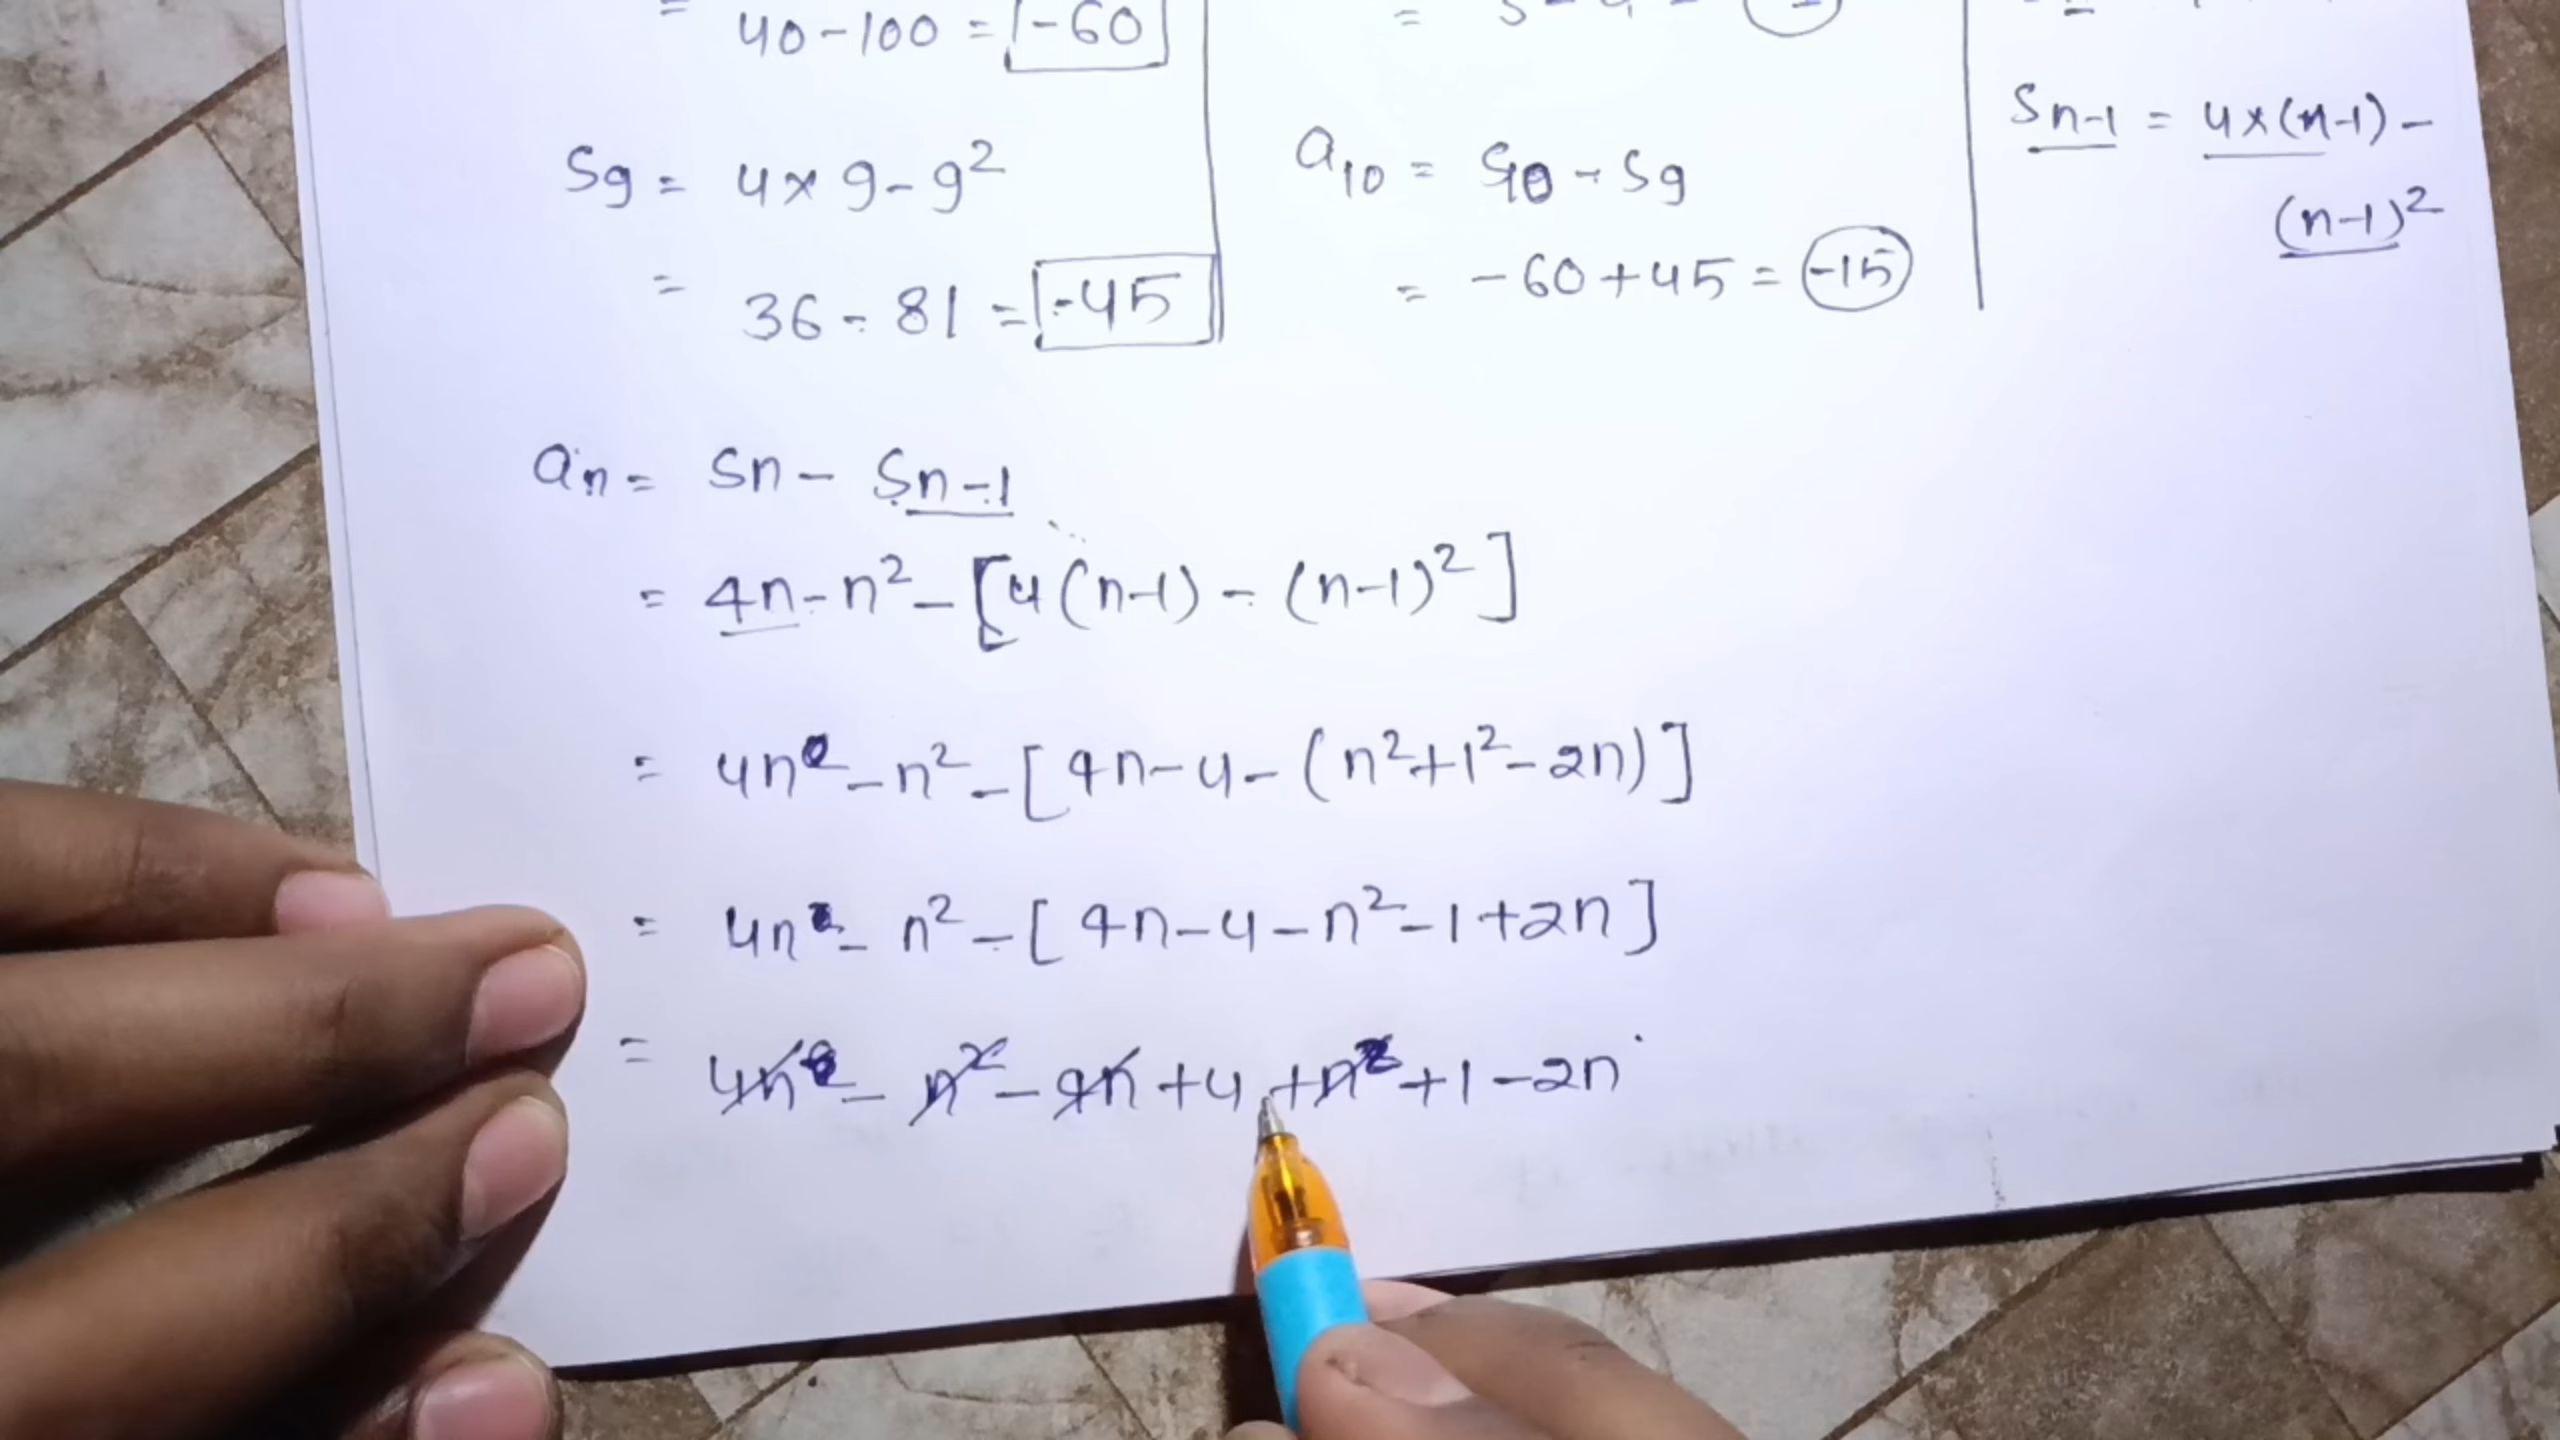 = 40-100 = -60
S9 = 4×9-9²
= 36-81 = -45
a10 = S10 - S9
= -60+45 = -15
Sn-1 = 4×(n-1) -
(n-1)²
an = Sn - Sn-1
= 4n-n²-[4(n-1)-(n-1)²]
= 4n-n²-[4n-4-(n²+1²-2n)]
= 4n-n²-[4n-4-n²-1+2n]
= 4n-n²-4n+4+n²+1-2n